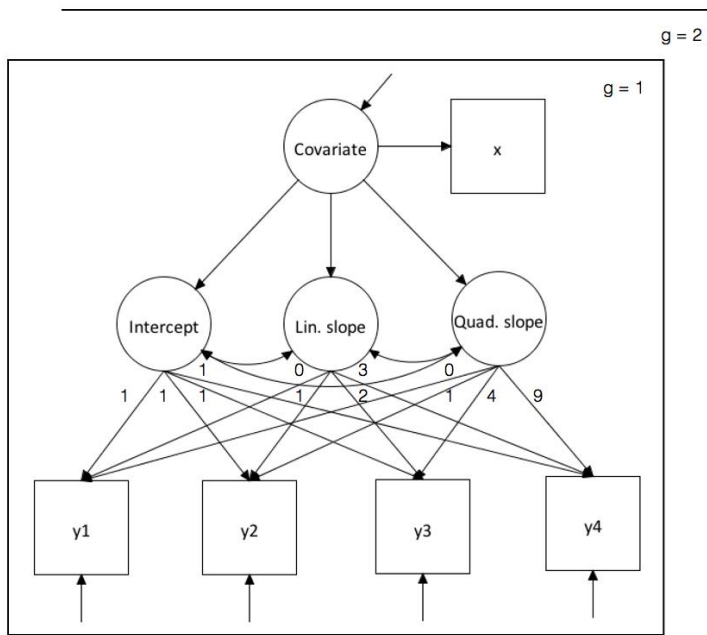 g = 2
g = 1
Covariate
x
Intercept
Lin. slope
Quad. slope
1 0 3 0
1 1 1 1 2 1 4 9
y1 y2 y3 y4